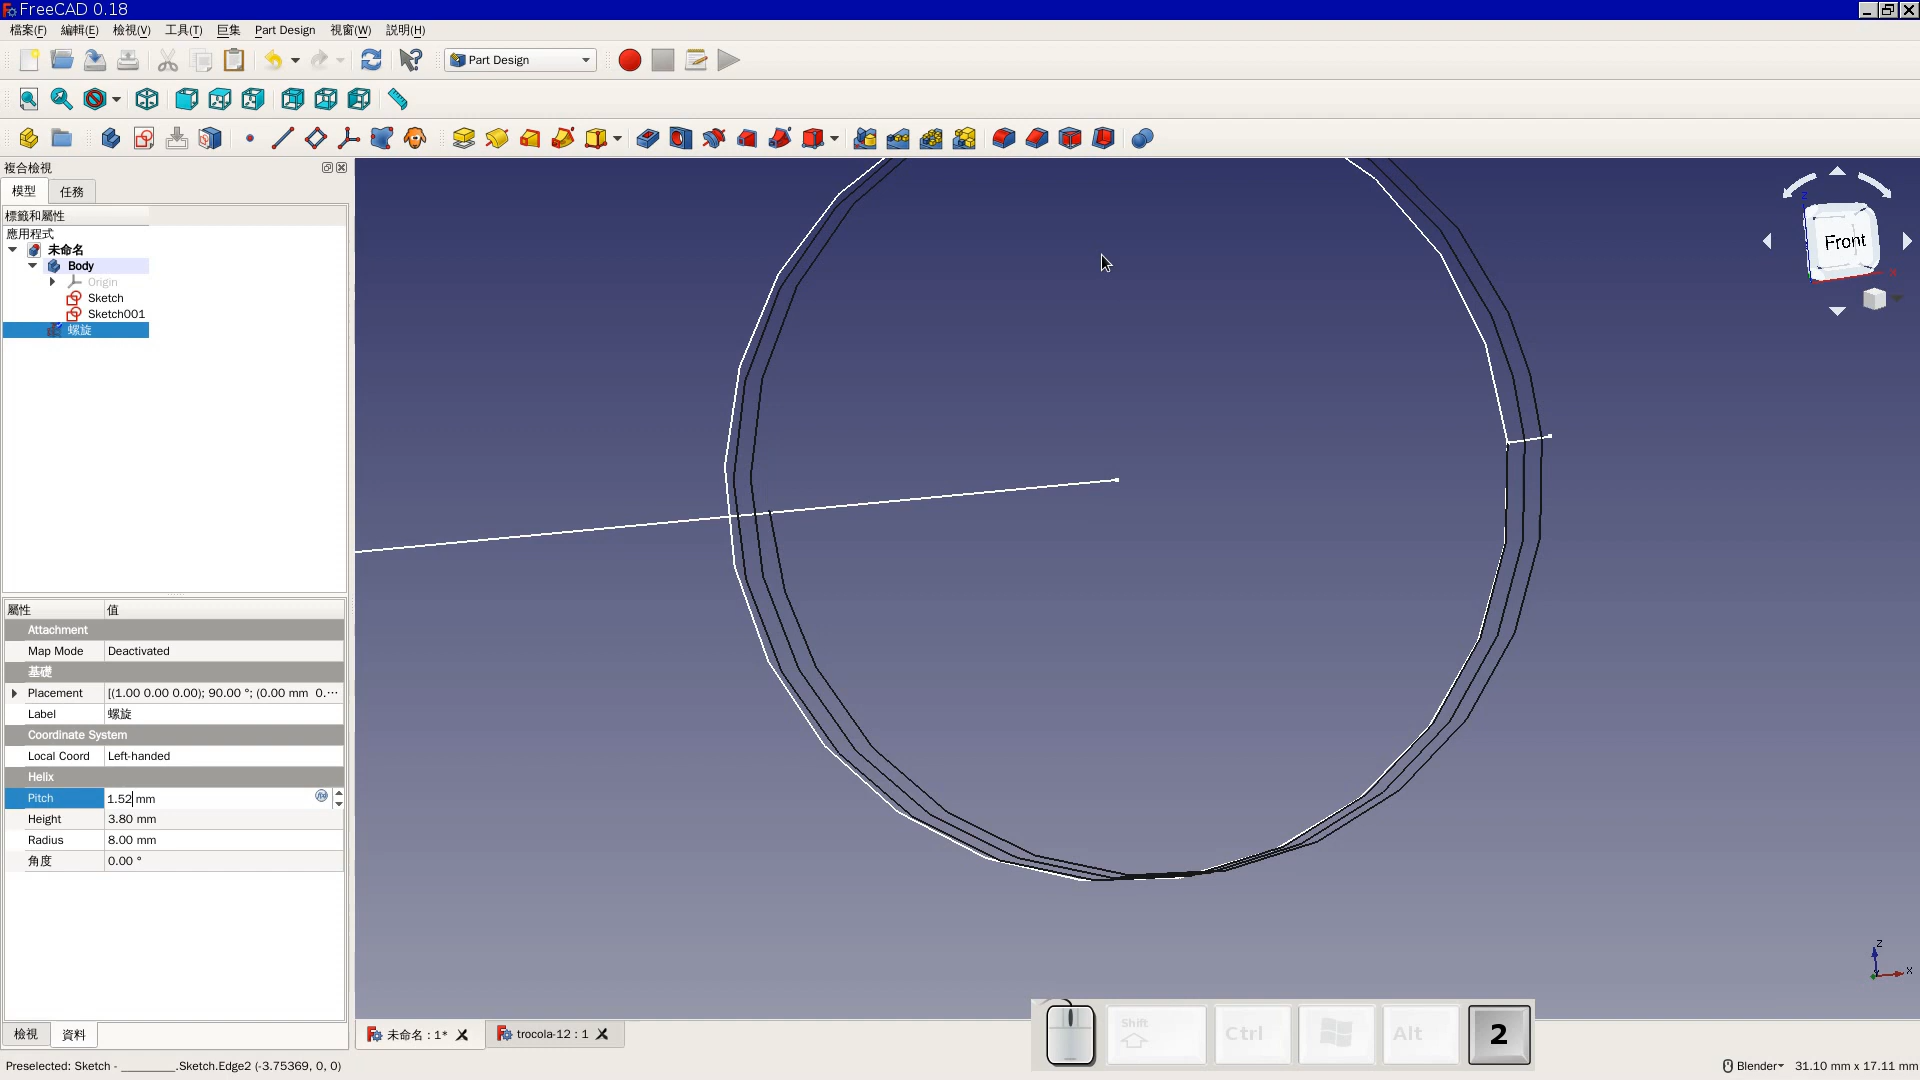 FreeCAD 0.18
檔案(F) 編輯(E) 檢視(V) 工具(T) 巨集 Part Design 視窗(W) 說明(H)
Part Design
複合檢視
模型 任務
標籤和屬性
應用程式
未命名
Body
Origin
Sketch
Sketch001
螺旋
Front
屬性 值
Attachment
Map Mode Deactivated
基礎
Placement [(1.00 0.00 0.00); 90.00 °; (0.00 mm 0.⋯
Label 螺旋
Coordinate System
Local Coord Left-handed
Helix
Pitch 1.52 mm
Height 3.80 mm
Radius 8.00 mm
角度 0.00 °
z
x
檢視 資料
未命名 : 1* trocola-12 : 1
Shift Ctrl Alt 2
Preselected: Sketch - _________.Sketch.Edge2 (-3.75369, 0, 0)
Blender 31.10 mm x 17.11 mm